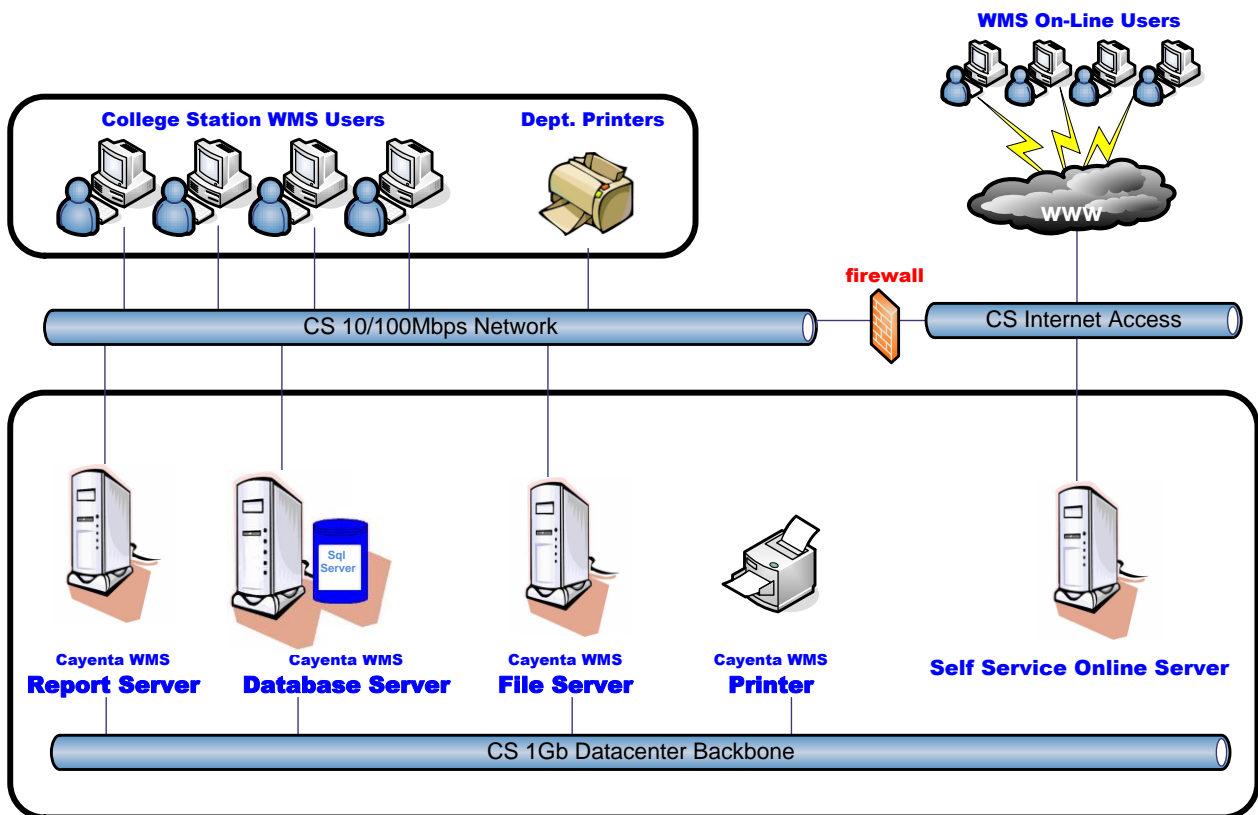 WMS On-Line Users
College Station WMS Users
Dept. Printers
WWW
firewall
CS 10/100Mbps Network
CS Internet Access
Sql
Server
Cayenta WMS
Report Server
Cayenta WMS
Database Server
Cayenta WMS
File Server
Cayenta WMS
Printer
Self Service Online Server
CS 1Gb Datacenter Backbone